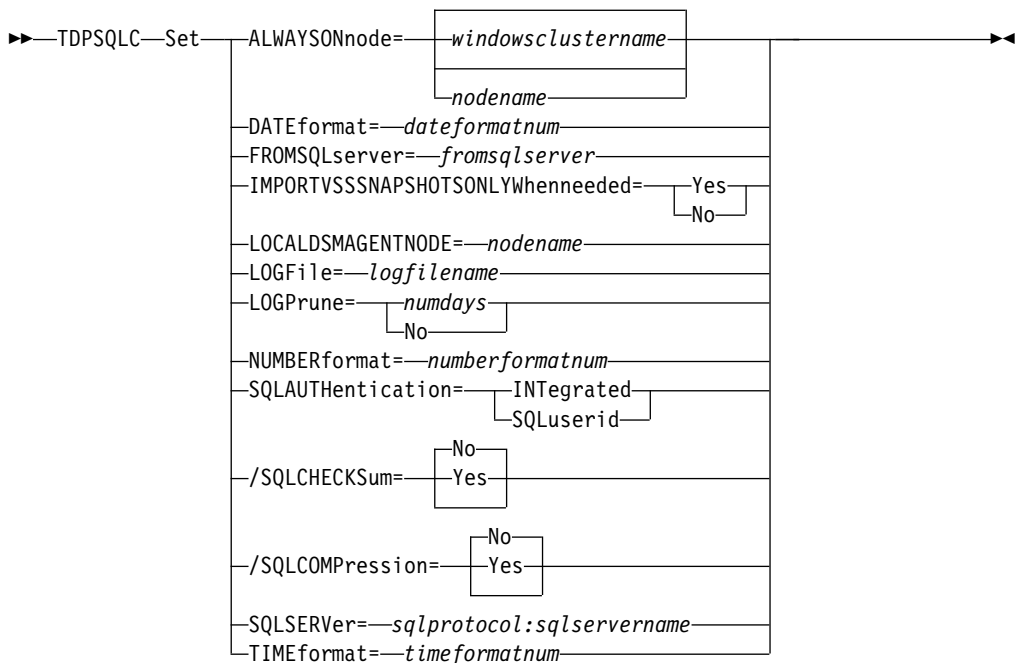 TDPSQLC Set ALWAYSONnode= windowsclustername
nodename
DATEformat= dateformatnum
FROMSQLserver= fromsqlserver
IMPORTVSSSNAPSHOTSONLYWhenneeded= Yes
No
LOCALDSMAGENTNODE= nodename
LOGFile= logfilename
LOGPrune= numdays
No
NUMBERformat= numberformatnum
SQLAUTHentication= INTegrated
SQLuserid
No
/SQLCHECKSum= Yes
No
/SQLCOMPression= Yes
SQLSERVer= sqlprotocol:sqlservername
TIMEformat= timeformatnum